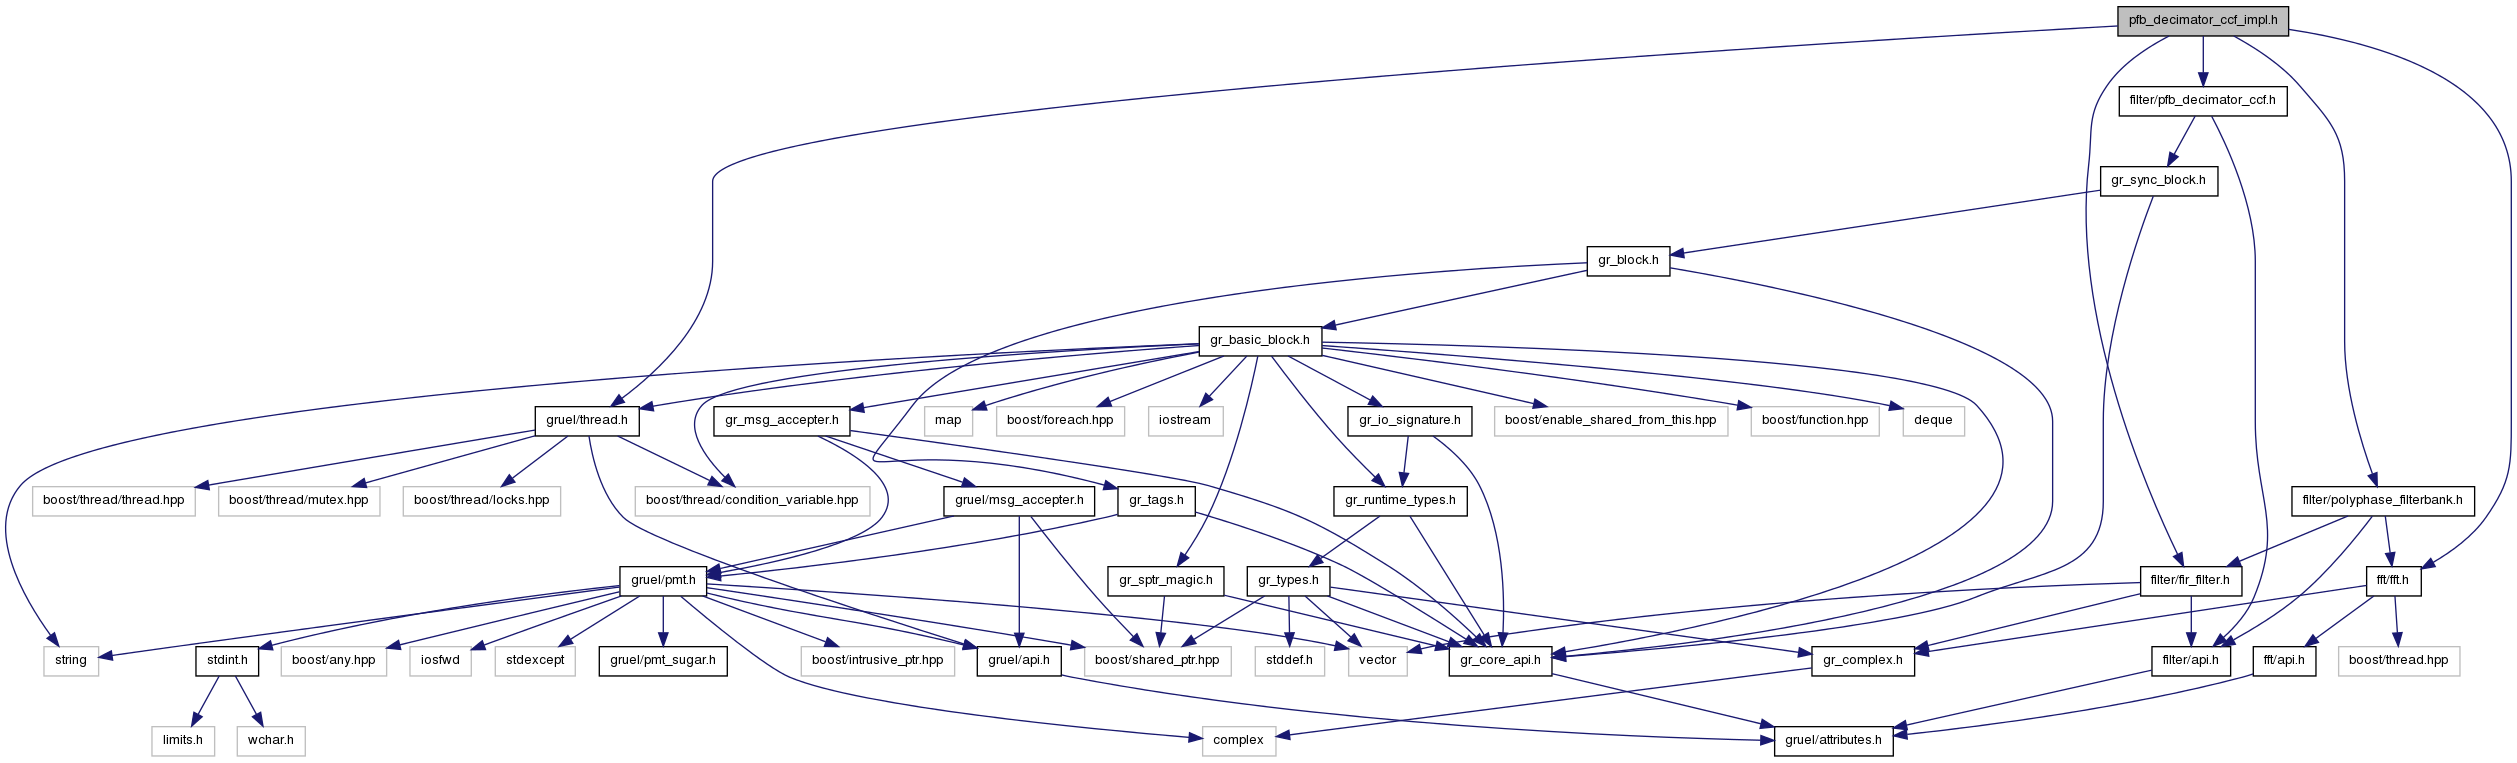 pfb_decimator_ccf_impl.h
filter/pfb_decimator_ccf.h
gr_sync_block.h
gr_block.h
gr_basic_block.h
gruel/thread.h
gr_msg_accepter.h
map
boost/foreach.hpp
iostream
gr_io_signature.h
boost/enable_shared_from_this.hpp
boost/function.hpp
deque
boost/thread/thread.hpp
boost/thread/mutex.hpp
boost/thread/locks.hpp
boost/thread/condition_variable.hpp
gruel/msg_accepter.h
gr_tags.h
gr_runtime_types.h
filter/polyphase_filterbank.h
gruel/pmt.h
gr_sptr_magic.h
gr_types.h
filter/fir_filter.h
fft/fft.h
string
stdint.h
boost/any.hpp
iosfwd
stdexcept
gruel/pmt_sugar.h
boost/intrusive_ptr.hpp
gruel/api.h
boost/shared_ptr.hpp
stddef.h
vector
gr_core_api.h
gr_complex.h
filter/api.h
fft/api.h
boost/thread.hpp
limits.h
wchar.h
complex
gruel/attributes.h